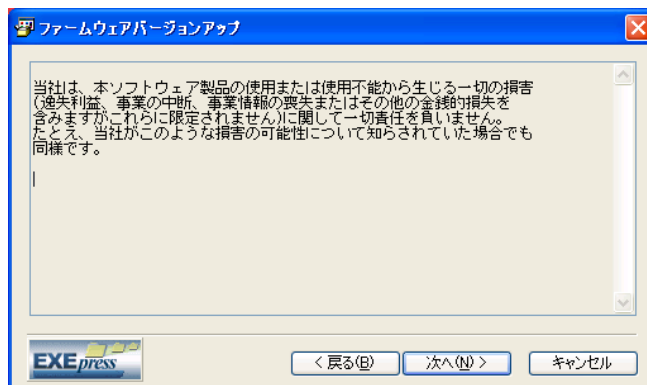 ファームウェアバージョンアップ
当社は、本ソフトウェア製品の使用または使用不能から生じる一切の損害
(逸失利益、事業の中断、事業情報の喪失またはその他の金銭的損失を
含みますがこれらに限定されません)に関して一切責任を負いません。
たとえ、当社がこのような損害の可能性について知らされていた場合でも
同様です。
EXEpress
< 戻る(B)
次へ(N) >
キャンセル